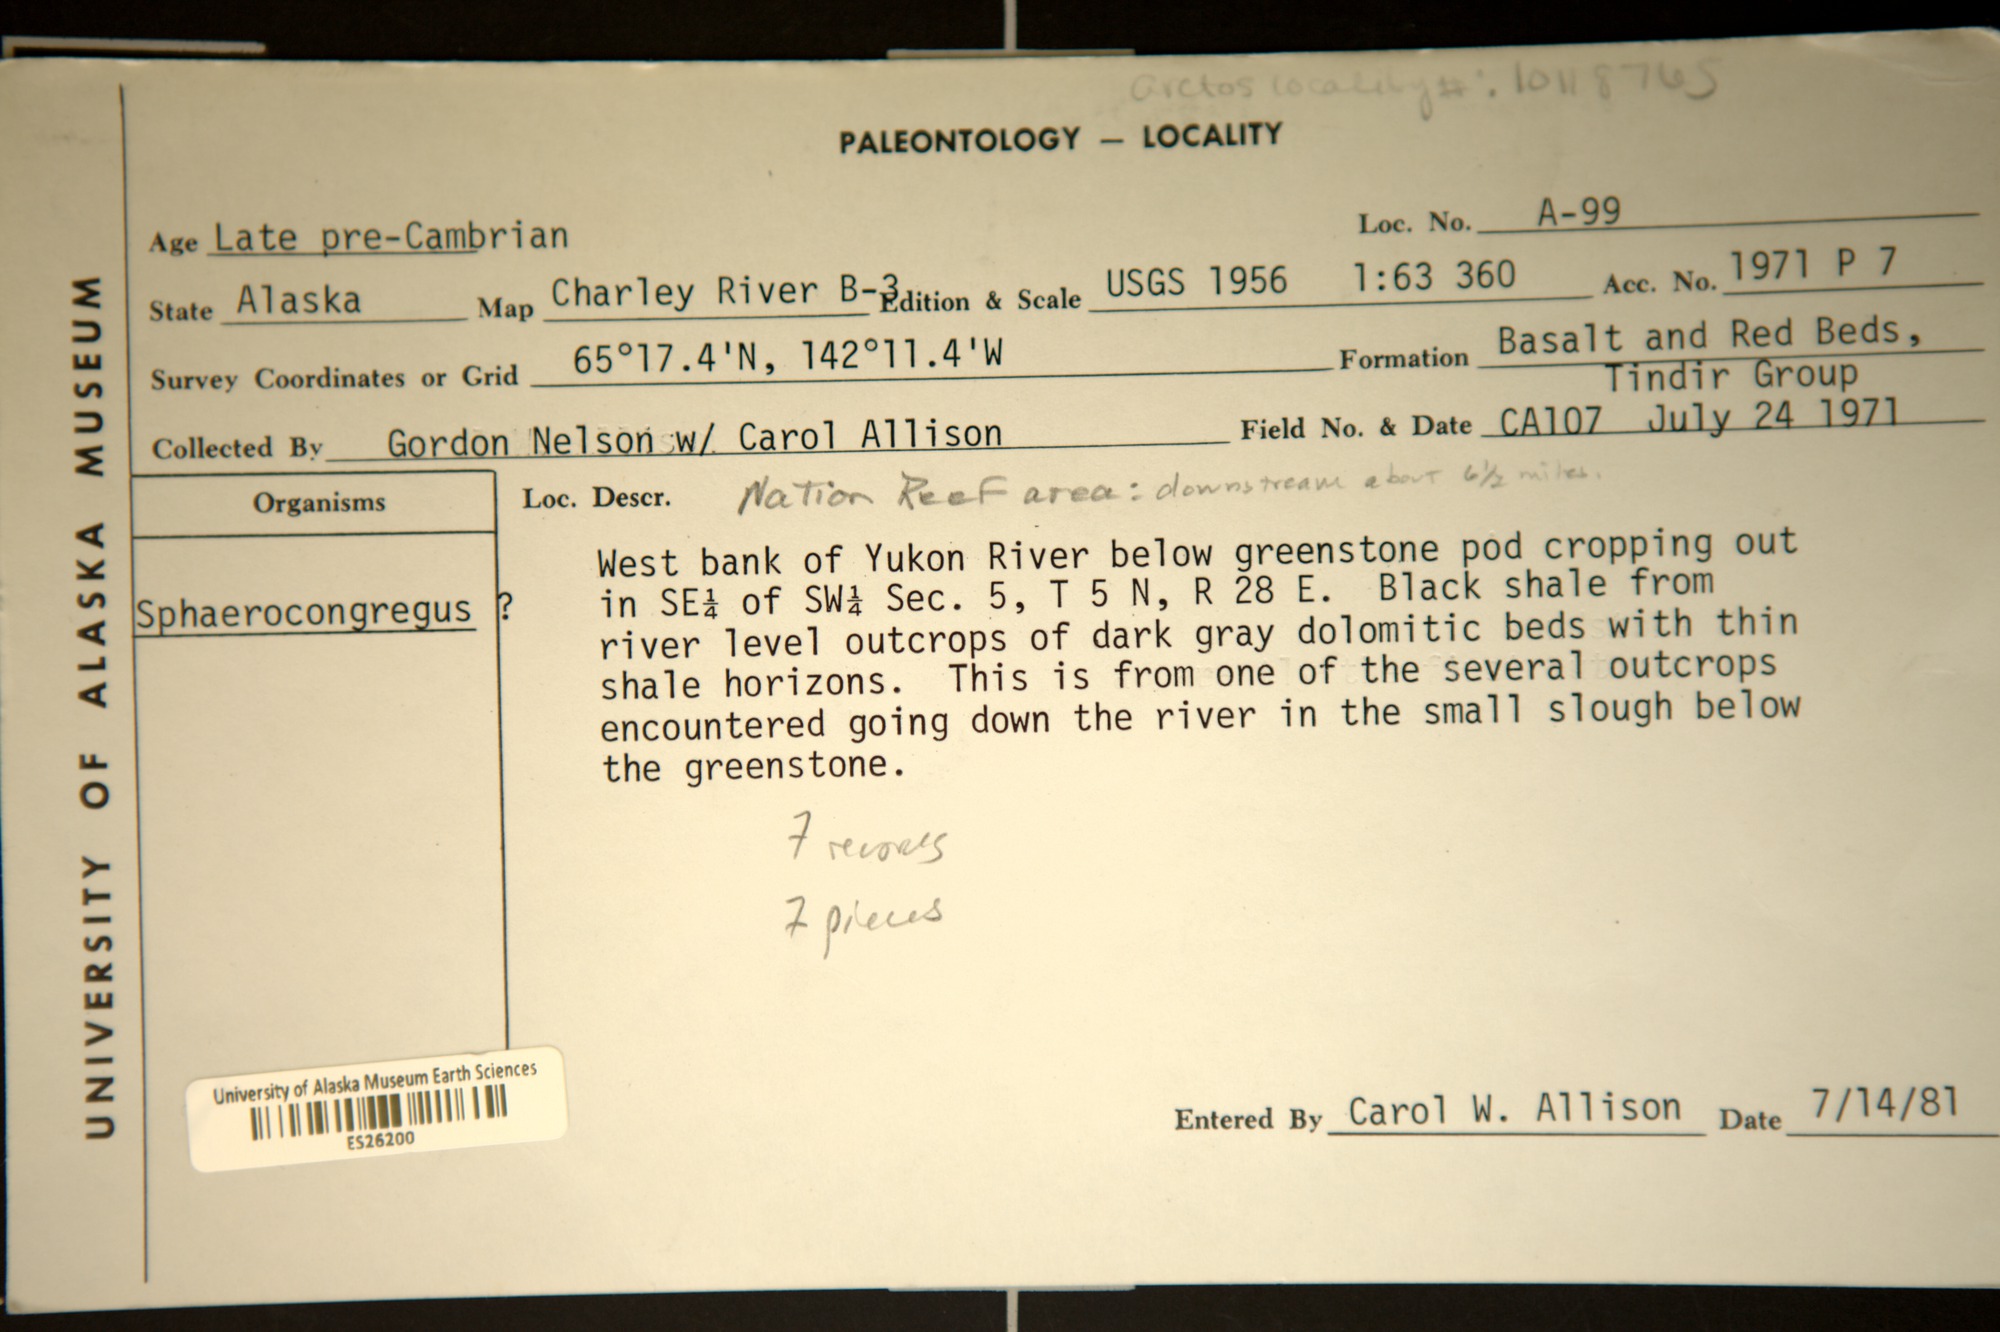 arctos locality #: 10118765
PALEONTOLOGY — LOCALITY
UNIVERSITY OF ALASKA MUSEUM
Age Late pre-Cambrian Loc. No. A-99
State Alaska Map Charley River B-3 Edition & Scale USGS 1956 1:63 360 Acc. No. 1971 P 7
Survey Coordinates or Grid 65°17.4'N, 142°11.4'W Formation Basalt and Red Beds,
Tindir Group
Collected By Gordon Nelson w/ Carol Allison Field No. & Date CA107 July 24 1971
Organisms
Sphaerocongregus ?
Loc. Descr. Nation Reef area: downstream about 6½ miles.
West bank of Yukon River below greenstone pod cropping out
in SE¼ of SW¼ Sec. 5, T 5 N, R 28 E. Black shale from
river level outcrops of dark gray dolomitic beds with thin
shale horizons. This is from one of the several outcrops
encountered going down the river in the small slough below
the greenstone.
7 records
7 pieces
University of Alaska Museum Earth Sciences
ES26200
Entered By Carol W. Allison Date 7/14/81